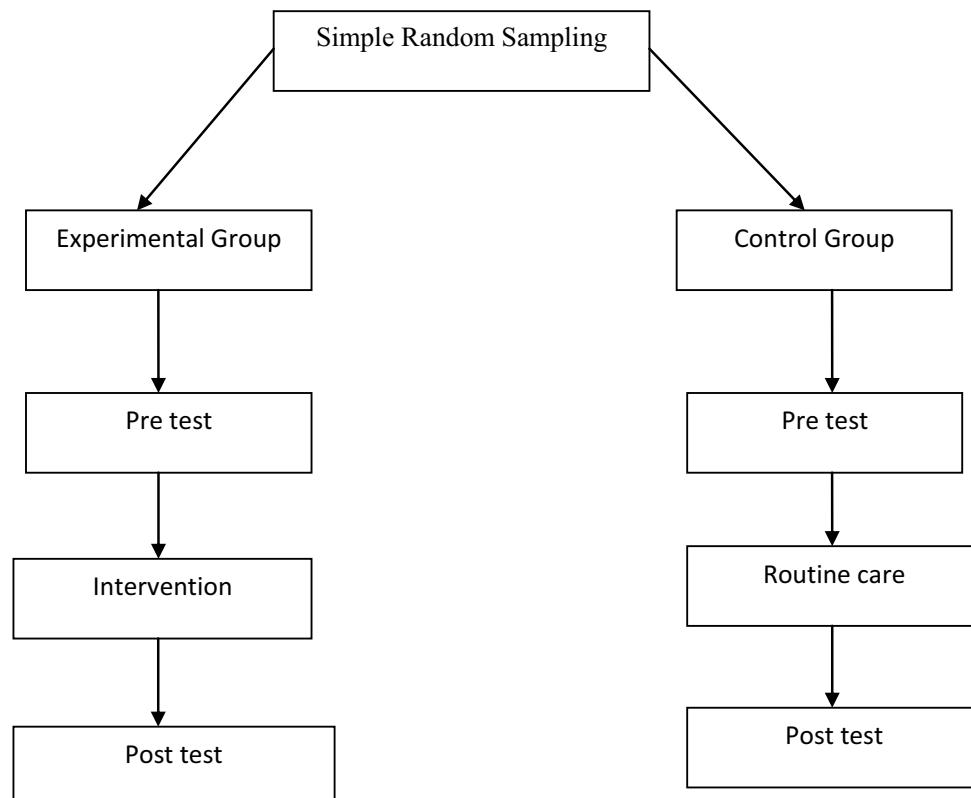 Simple Random Sampling
Experimental Group
Control Group
Pre test
Pre test
Intervention
Routine care
Post test
Post test